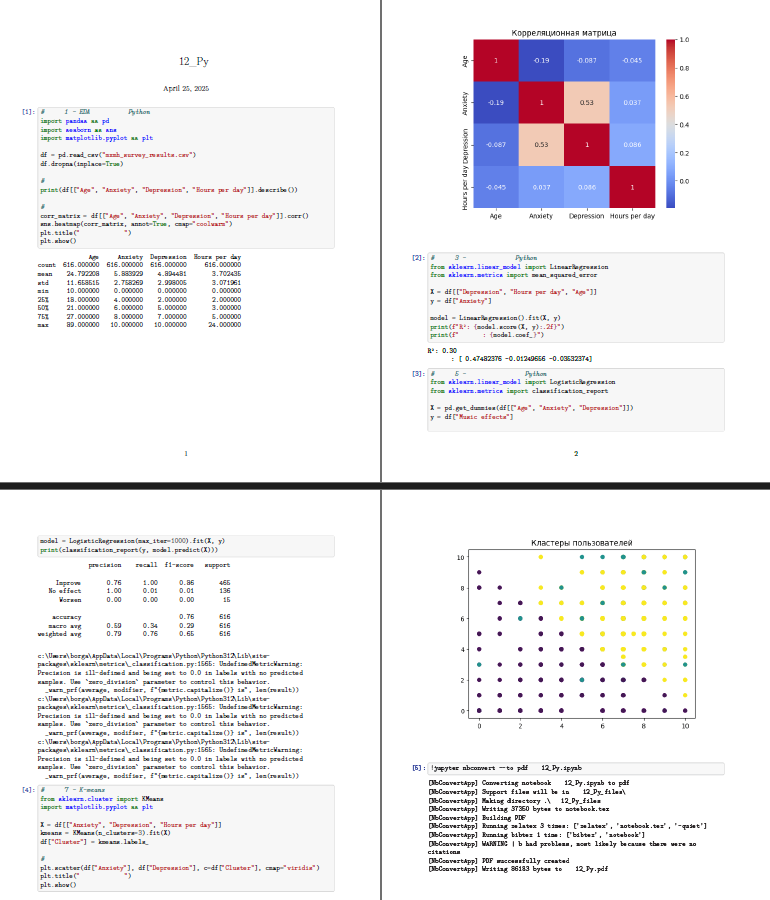 12_Py
April 25, 2025
[1]: # 1 - EDA Python
import pandas as pd
import seaborn as sns
import matplotlib.pyplot as plt
df = pd.read_csv("mxmh_survey_results.csv")
df.dropna(inplace=True)
#
print(df[["Age", "Anxiety", "Depression", "Hours per day"]].describe())
#
corr_matrix = df[["Age", "Anxiety", "Depression", "Hours per day"]].corr()
sns.heatmap(corr_matrix, annot=True, cmap="coolwarm")
plt.title(" ")
plt.show()
Age Anxiety Depression Hours per day
count 616.000000 616.000000 616.000000 616.000000
mean 24.792208 5.883929 4.894481 3.702435
std 11.658515 2.758269 2.998005 3.071961
min 10.000000 0.000000 0.000000 0.000000
25% 18.000000 4.000000 2.000000 2.000000
50% 21.000000 6.000000 5.000000 3.000000
75% 27.000000 8.000000 7.000000 5.000000
max 89.000000 10.000000 10.000000 24.000000
1
Корреляционная матрица
Age
Anxiety
Depression
Hours per day
1 -0.19 -0.087 -0.045
-0.19 1 0.53 0.037
-0.087 0.53 1 0.086
-0.045 0.037 0.086 1
Age Anxiety Depression Hours per day
1.0
0.8
0.6
0.4
0.2
0.0
[2]: # 3 - Python
from sklearn.linear_model import LinearRegression
from sklearn.metrics import mean_squared_error
X = df[["Depression", "Hours per day", "Age"]]
y = df["Anxiety"]
model = LinearRegression().fit(X, y)
print(f"R²: {model.score(X, y):.2f}")
print(f" : {model.coef_}")
R²: 0.30
: [ 0.47482376 -0.01249656 -0.03532374]
[3]: # 5 - Python
from sklearn.linear_model import LogisticRegression
from sklearn.metrics import classification_report
X = pd.get_dummies(df[["Age", "Anxiety", "Depression"]])
y = df["Music effects"]
2
model = LogisticRegression(max_iter=1000).fit(X, y)
print(classification_report(y, model.predict(X)))
precision recall f1-score support
Improve 0.76 1.00 0.86 465
No effect 1.00 0.01 0.01 136
Worsen 0.00 0.00 0.00 15
accuracy 0.76 616
macro avg 0.59 0.34 0.29 616
weighted avg 0.79 0.76 0.65 616
c:\Users\borga\AppData\Local\Programs\Python\Python312\Lib\site-
packages\sklearn\metrics\_classification.py:1565: UndefinedMetricWarning:
Precision is ill-defined and being set to 0.0 in labels with no predicted
samples. Use `zero_division` parameter to control this behavior.
_warn_prf(average, modifier, f"{metric.capitalize()} is", len(result))
c:\Users\borga\AppData\Local\Programs\Python\Python312\Lib\site-
packages\sklearn\metrics\_classification.py:1565: UndefinedMetricWarning:
Precision is ill-defined and being set to 0.0 in labels with no predicted
samples. Use `zero_division` parameter to control this behavior.
_warn_prf(average, modifier, f"{metric.capitalize()} is", len(result))
c:\Users\borga\AppData\Local\Programs\Python\Python312\Lib\site-
packages\sklearn\metrics\_classification.py:1565: UndefinedMetricWarning:
Precision is ill-defined and being set to 0.0 in labels with no predicted
samples. Use `zero_division` parameter to control this behavior.
_warn_prf(average, modifier, f"{metric.capitalize()} is", len(result))
[4]: # 7 - K-means
from sklearn.cluster import KMeans
import matplotlib.pyplot as plt
X = df[["Anxiety", "Depression", "Hours per day"]]
kmeans = KMeans(n_clusters=3).fit(X)
df["Cluster"] = kmeans.labels_
#
plt.scatter(df["Anxiety"], df["Depression"], c=df["Cluster"], cmap="viridis")
plt.title(" ")
plt.show()
Кластеры пользователей
10
8
6
4
2
0
0 2 4 6 8 10
[5]: !jupyter nbconvert --to pdf 12_Py.ipynb
[NbConvertApp] Converting notebook 12_Py.ipynb to pdf
[NbConvertApp] Support files will be in 12_Py_files\
[NbConvertApp] Making directory .\ 12_Py_files
[NbConvertApp] Writing 37350 bytes to notebook.tex
[NbConvertApp] Building PDF
[NbConvertApp] Running xelatex 3 times: ['xelatex', 'notebook.tex', '-quiet']
[NbConvertApp] Running bibtex 1 time: ['bibtex', 'notebook']
[NbConvertApp] WARNING | b had problems, most likely because there were no
citations
[NbConvertApp] PDF successfully created
[NbConvertApp] Writing 86183 bytes to 12_Py.pdf